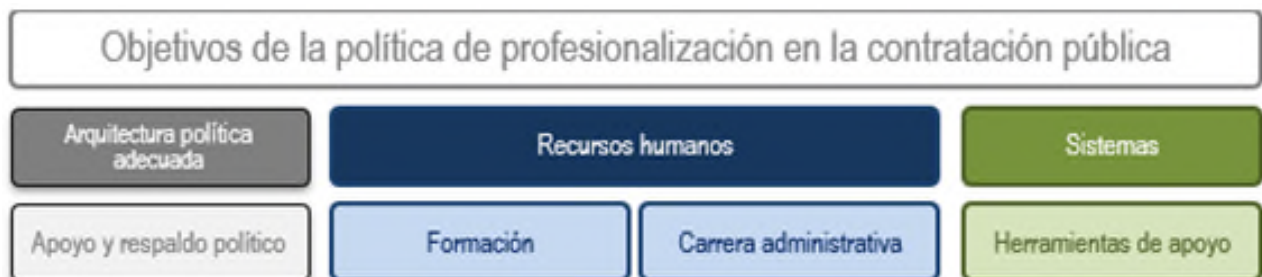 Objetivos de la política de profesionalización en la contratación pública
Arquitectura política
adecuada
Recursos humanos
Sistemas
Apoyo y respaldo político
Formación
Carrera administrativa
Herramientas de apoyo